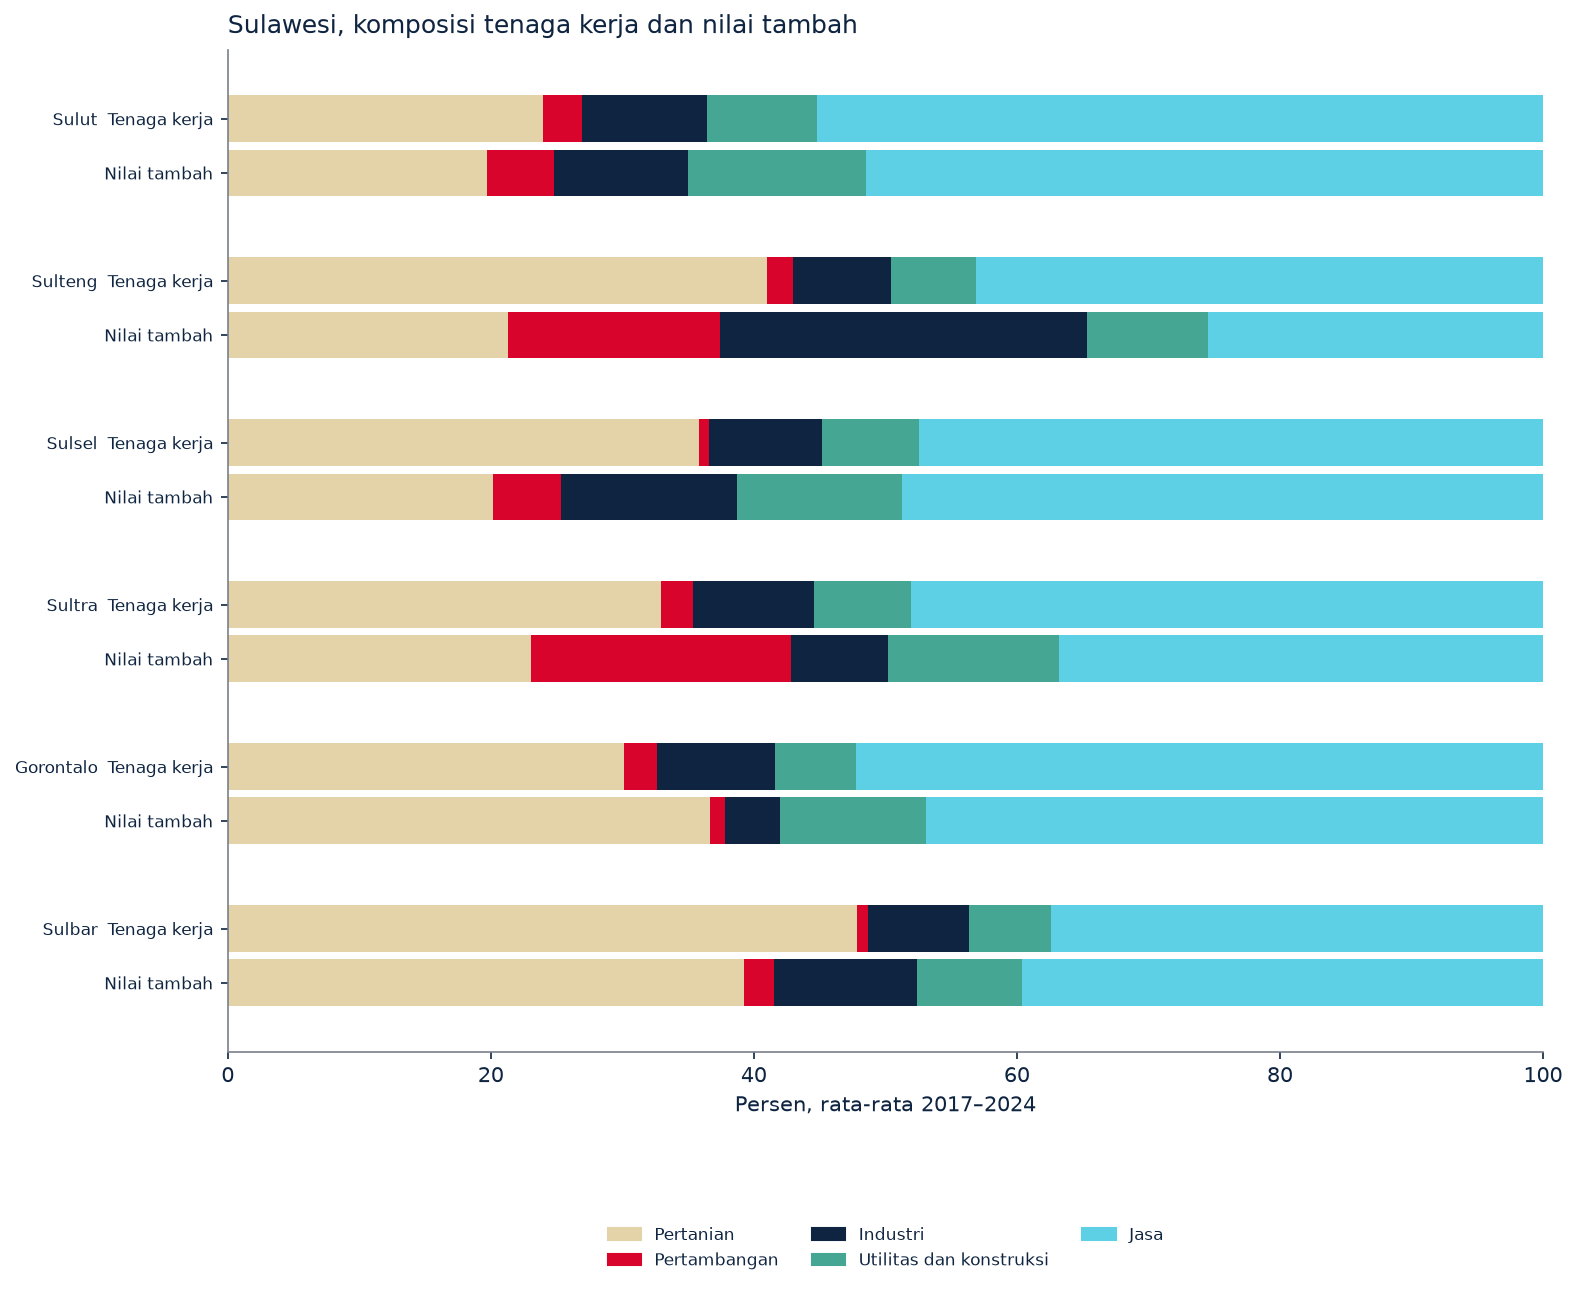 Sulawesi, komposisi tenaga kerja dan nilai tambah
Sulut Tenaga kerja
Nilai tambah
Sulteng Tenaga kerja
Nilai tambah
Sulsel Tenaga kerja
Nilai tambah
Sultra Tenaga kerja
Nilai tambah
Gorontalo Tenaga kerja
Nilai tambah
Sulbar Tenaga kerja
Nilai tambah
0 20 40 60 80 100
Persen, rata-rata 2017–2024
Pertanian Industri Jasa
Pertambangan Utilitas dan konstruksi